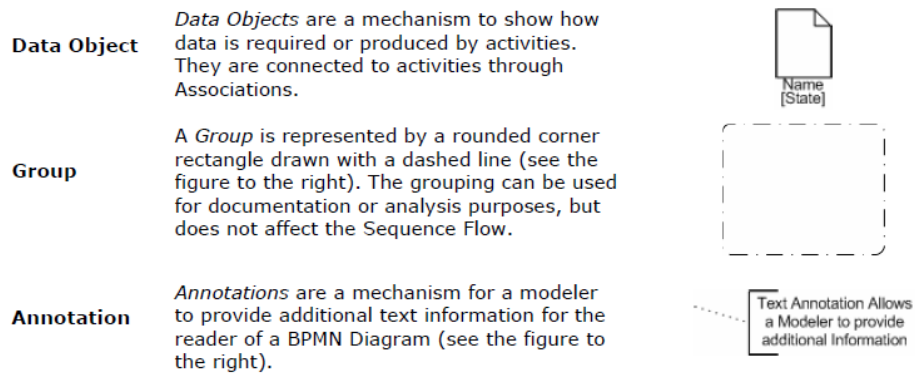 Data Object
Data Objects are a mechanism to show how
data is required or produced by activities.
They are connected to activities through
Associations.
Name
[State]
Group
A Group is represented by a rounded corner
rectangle drawn with a dashed line (see the
figure to the right). The grouping can be used
for documentation or analysis purposes, but
does not affect the Sequence Flow.
Annotation
Annotations are a mechanism for a modeler
to provide additional text information for the
reader of a BPMN Diagram (see the figure to
the right).
Text Annotation Allows
a Modeler to provide
additional Information